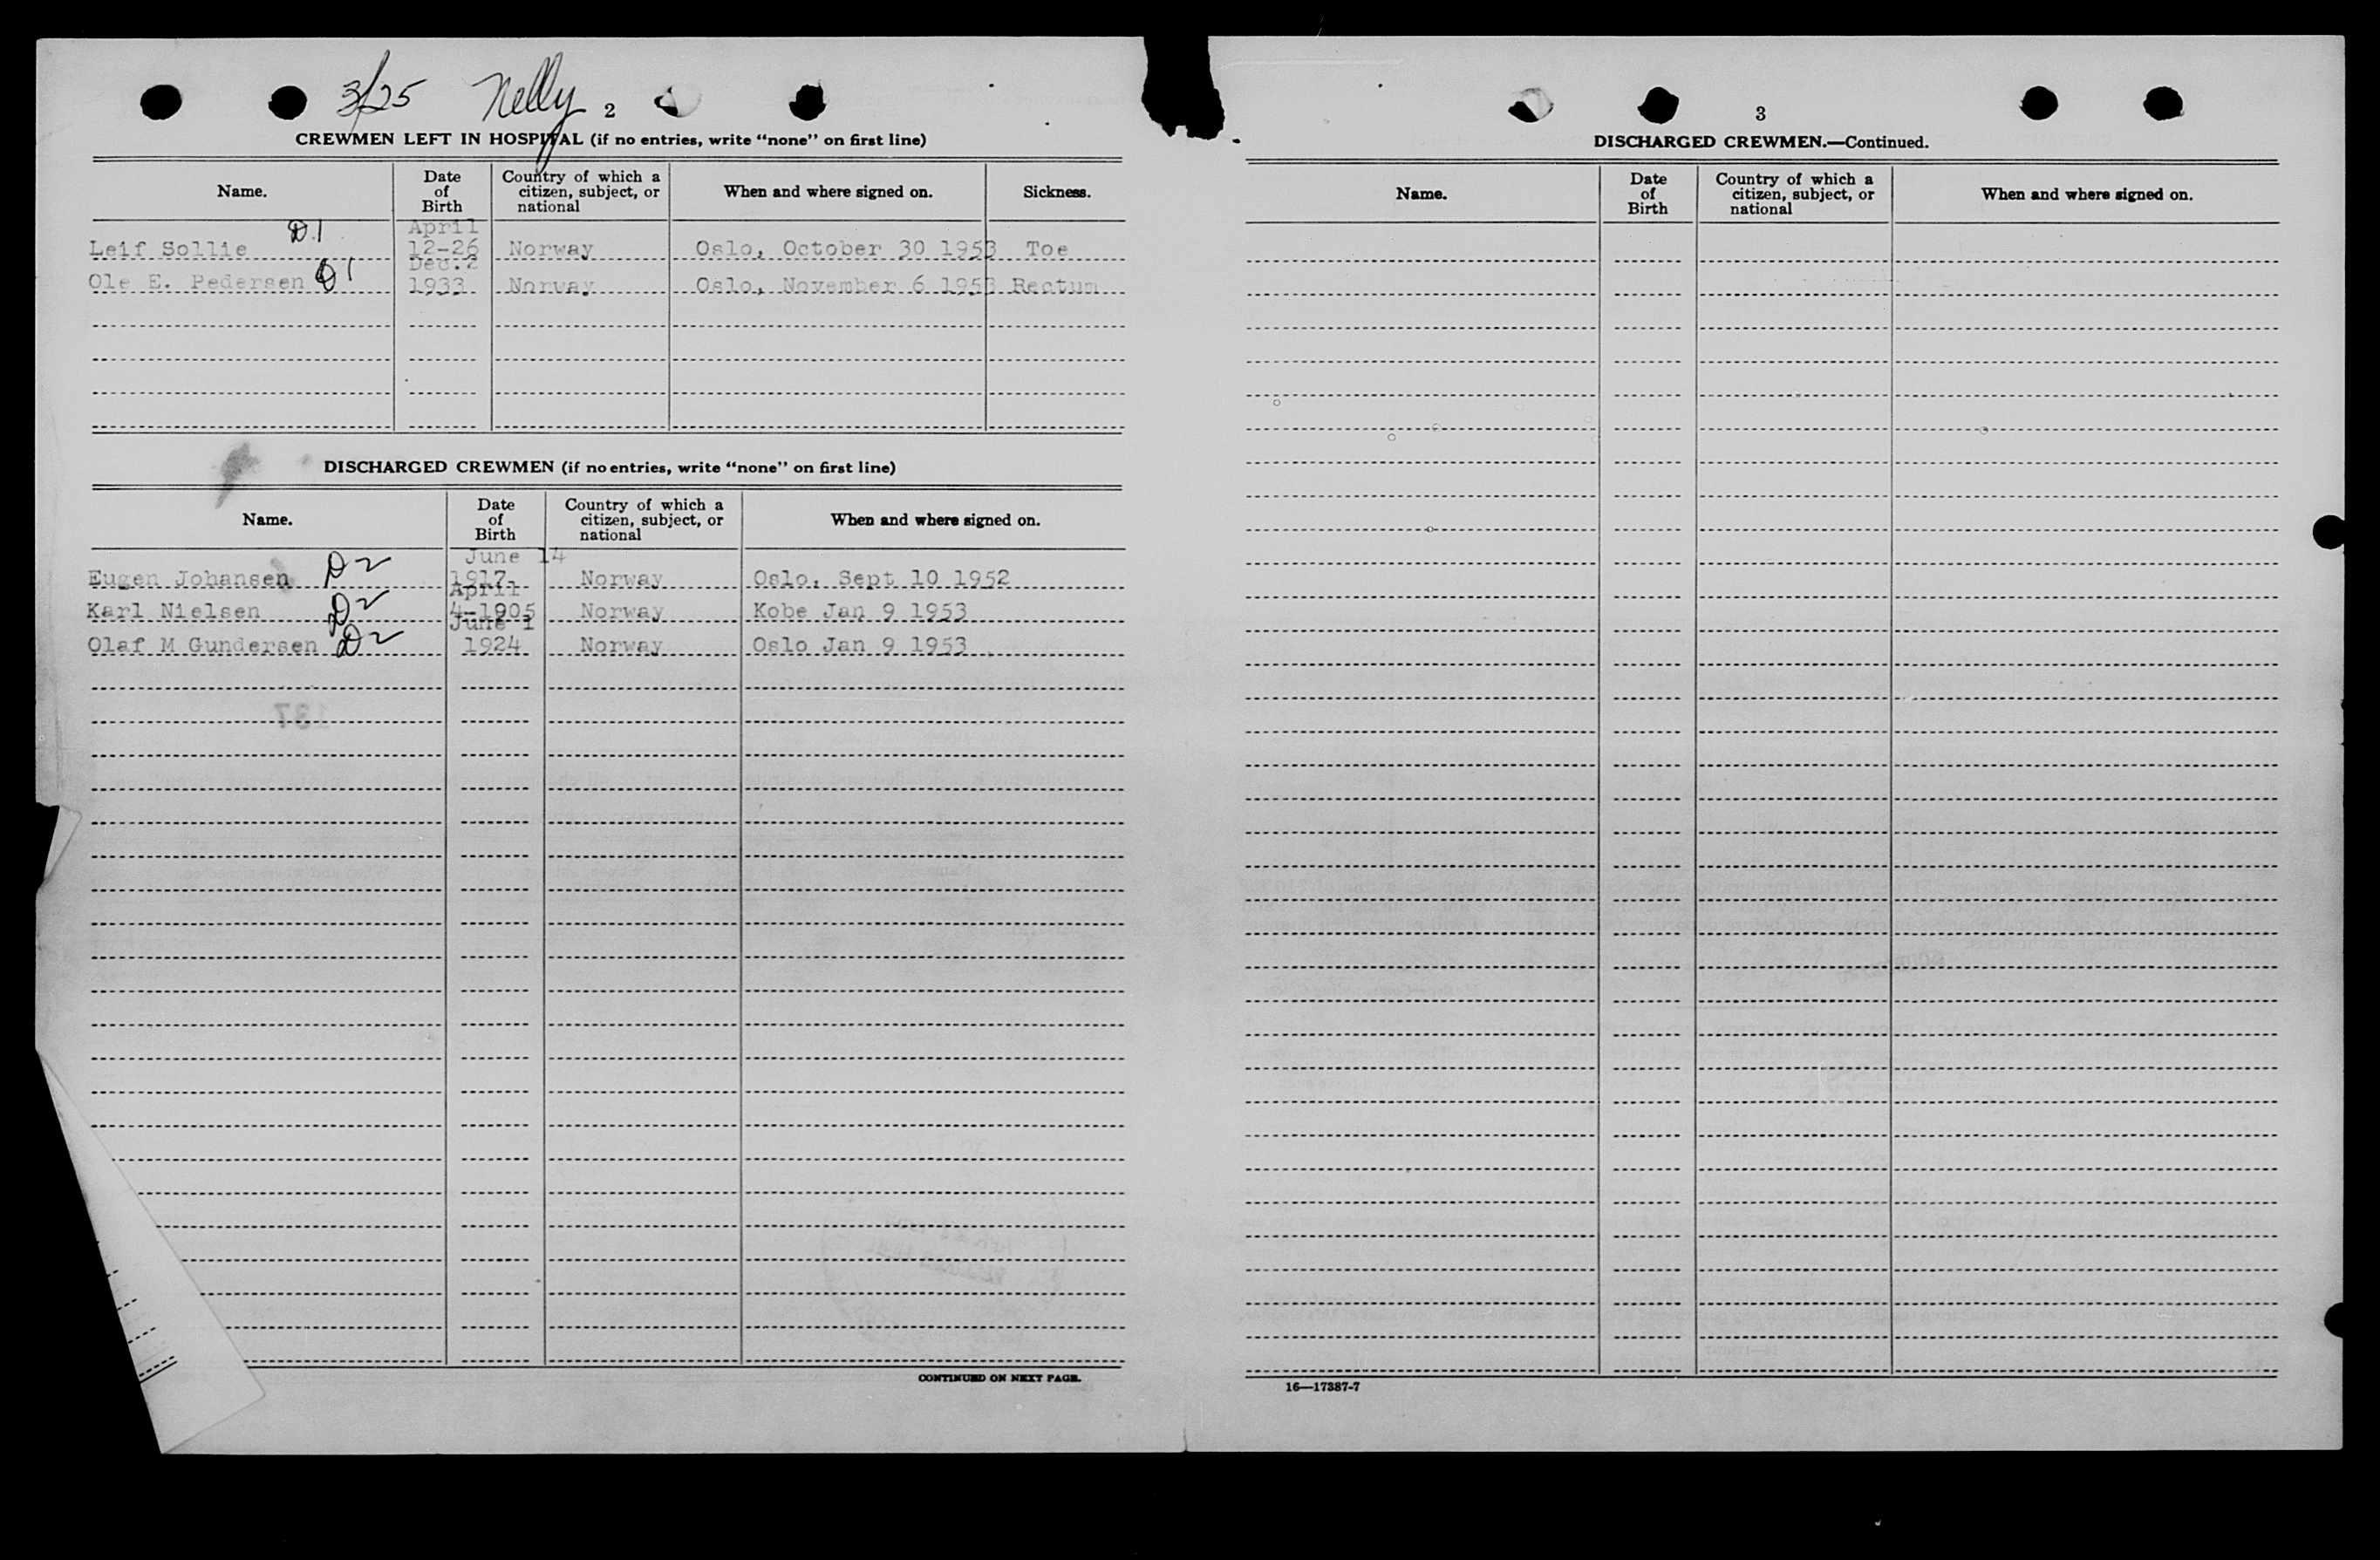 3/25 Nelly 2
CREWMEN LEFT IN HOSPITAL (if no entries, write "none" on first line)
Name. Date of Birth Country of which a citizen, subject, or national When and where signed on. Sickness.
Leif Sollie D1 April 12-26 Norway Oslo, October 30 1953 Toe
Ole E. Pedersen D1 Dec.2 1933 Norway Oslo, November 6 1953 Rectum
DISCHARGED CREWMEN (if no entries, write "none" on first line)
Name. Date of Birth Country of which a citizen, subject, or national When and where signed on.
Eugen Johansen D2 June 14 1917 Norway Oslo, Sept 10 1952
Karl Nielsen D2 April 4-1905 Norway Kobe Jan 9 1953
Olaf M Gundersen D2 June 1 1924 Norway Oslo Jan 9 1953
137
CONTINUED ON NEXT PAGE.
3
DISCHARGED CREWMEN.—Continued.
Name. Date of Birth Country of which a citizen, subject, or national When and where signed on.
16—17387-7